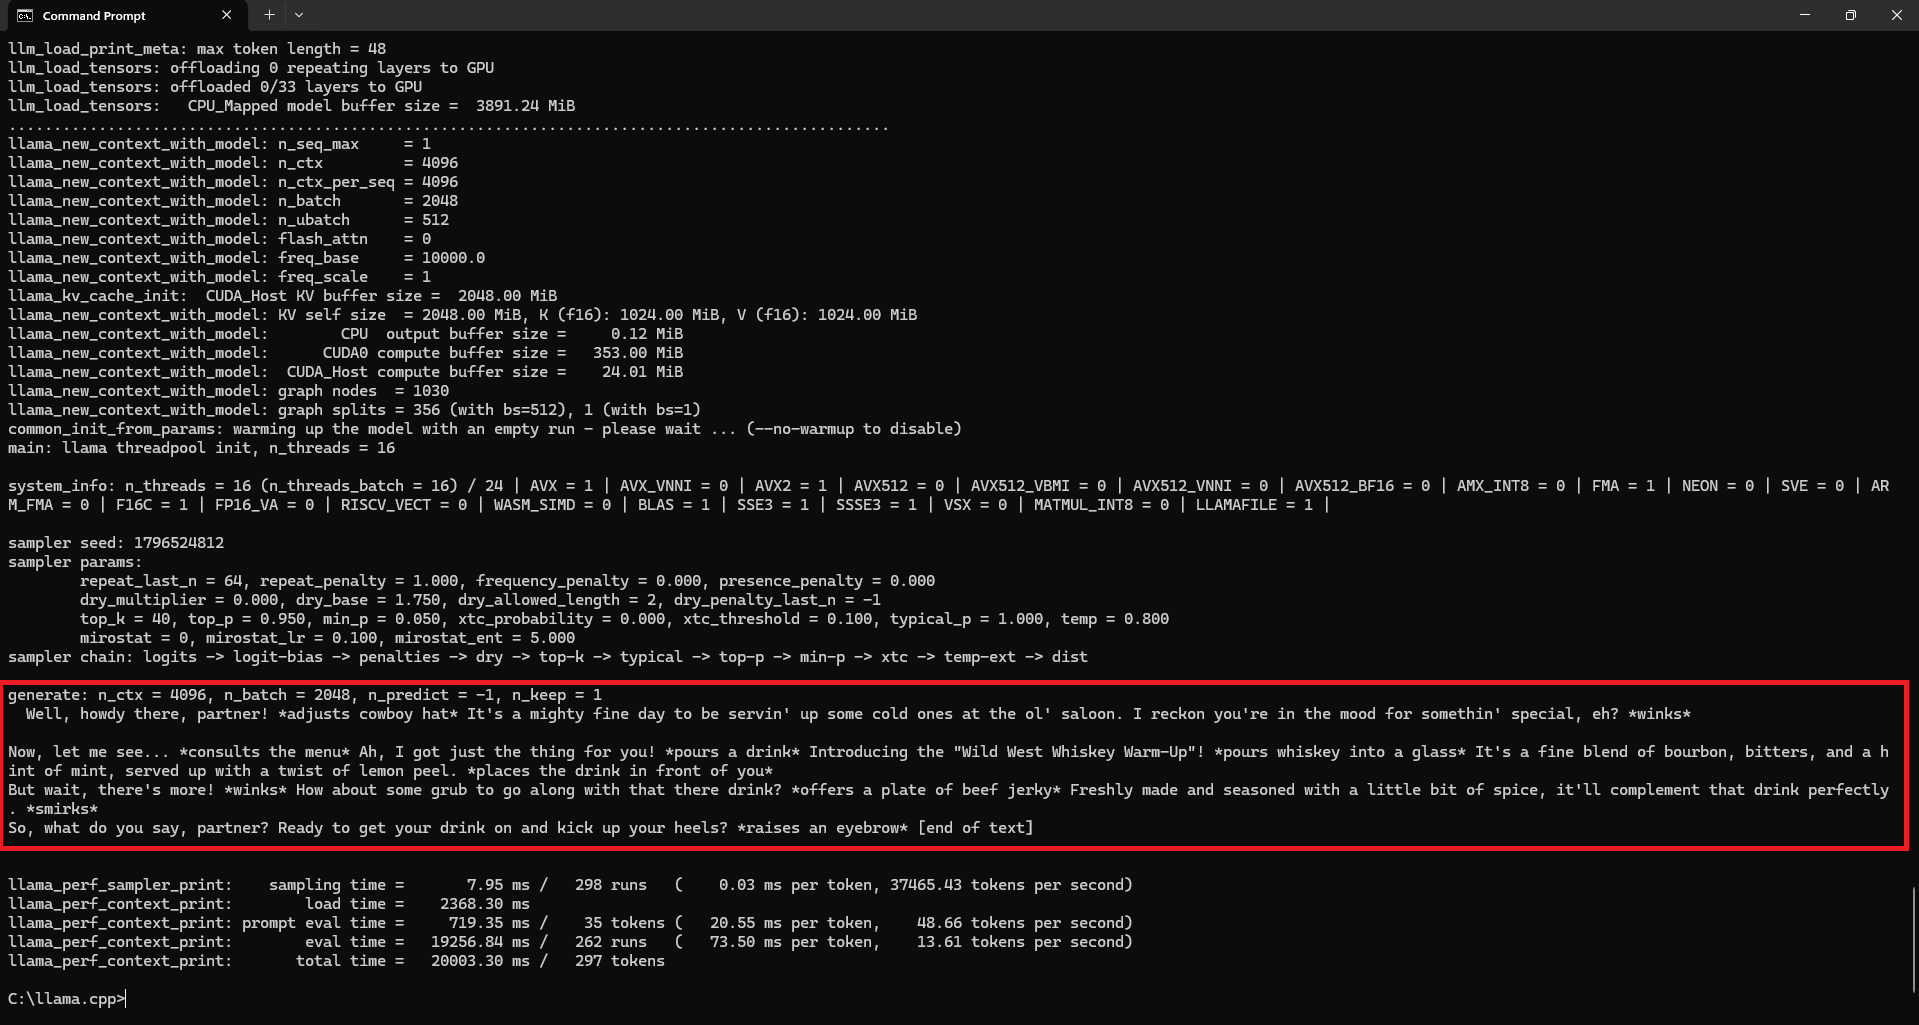 Command Prompt
llm_load_print_meta: max token length = 48
llm_load_tensors: offloading 0 repeating layers to GPU
llm_load_tensors: offloaded 0/33 layers to GPU
llm_load_tensors:   CPU_Mapped model buffer size =  3891.24 MiB
..................................................................................................
llama_new_context_with_model: n_seq_max     = 1
llama_new_context_with_model: n_ctx         = 4096
llama_new_context_with_model: n_ctx_per_seq = 4096
llama_new_context_with_model: n_batch       = 2048
llama_new_context_with_model: n_ubatch      = 512
llama_new_context_with_model: flash_attn    = 0
llama_new_context_with_model: freq_base     = 10000.0
llama_new_context_with_model: freq_scale    = 1
llama_kv_cache_init:  CUDA_Host KV buffer size =  2048.00 MiB
llama_new_context_with_model: KV self size  = 2048.00 MiB, K (f16): 1024.00 MiB, V (f16): 1024.00 MiB
llama_new_context_with_model:        CPU  output buffer size =     0.12 MiB
llama_new_context_with_model:      CUDA0 compute buffer size =   353.00 MiB
llama_new_context_with_model:  CUDA_Host compute buffer size =    24.01 MiB
llama_new_context_with_model: graph nodes  = 1030
llama_new_context_with_model: graph splits = 356 (with bs=512), 1 (with bs=1)
common_init_from_params: warming up the model with an empty run - please wait ... (--no-warmup to disable)
main: llama threadpool init, n_threads = 16
system_info: n_threads = 16 (n_threads_batch = 16) / 24 | AVX = 1 | AVX_VNNI = 0 | AVX2 = 1 | AVX512 = 0 | AVX512_VBMI = 0 | AVX512_VNNI = 0 | AVX512_BF16 = 0 | AMX_INT8 = 0 | FMA = 1 | NEON = 0 | SVE = 0 | AR
M_FMA = 0 | F16C = 1 | FP16_VA = 0 | RISCV_VECT = 0 | WASM_SIMD = 0 | BLAS = 1 | SSE3 = 1 | SSSE3 = 1 | VSX = 0 | MATMUL_INT8 = 0 | LLAMAFILE = 1 |
sampler seed: 1796524812
sampler params:
        repeat_last_n = 64, repeat_penalty = 1.000, frequency_penalty = 0.000, presence_penalty = 0.000
        dry_multiplier = 0.000, dry_base = 1.750, dry_allowed_length = 2, dry_penalty_last_n = -1
        top_k = 40, top_p = 0.950, min_p = 0.050, xtc_probability = 0.000, xtc_threshold = 0.100, typical_p = 1.000, temp = 0.800
        mirostat = 0, mirostat_lr = 0.100, mirostat_ent = 5.000
sampler chain: logits -> logit-bias -> penalties -> dry -> top-k -> typical -> top-p -> min-p -> xtc -> temp-ext -> dist
generate: n_ctx = 4096, n_batch = 2048, n_predict = -1, n_keep = 1
  Well, howdy there, partner! *adjusts cowboy hat* It's a mighty fine day to be servin' up some cold ones at the ol' saloon. I reckon you're in the mood for somethin' special, eh? *winks*
Now, let me see... *consults the menu* Ah, I got just the thing for you! *pours a drink* Introducing the "Wild West Whiskey Warm-Up"! *pours whiskey into a glass* It's a fine blend of bourbon, bitters, and a h
int of mint, served up with a twist of lemon peel. *places the drink in front of you*
But wait, there's more! *winks* How about some grub to go along with that there drink? *offers a plate of beef jerky* Freshly made and seasoned with a little bit of spice, it'll complement that drink perfectly
. *smirks*
So, what do you say, partner? Ready to get your drink on and kick up your heels? *raises an eyebrow* [end of text]
llama_perf_sampler_print:    sampling time =       7.95 ms /   298 runs   (    0.03 ms per token, 37465.43 tokens per second)
llama_perf_context_print:        load time =    2368.30 ms
llama_perf_context_print: prompt eval time =     719.35 ms /    35 tokens (   20.55 ms per token,    48.66 tokens per second)
llama_perf_context_print:        eval time =   19256.84 ms /   262 runs   (   73.50 ms per token,    13.61 tokens per second)
llama_perf_context_print:       total time =   20003.30 ms /   297 tokens
C:\llama.cpp>